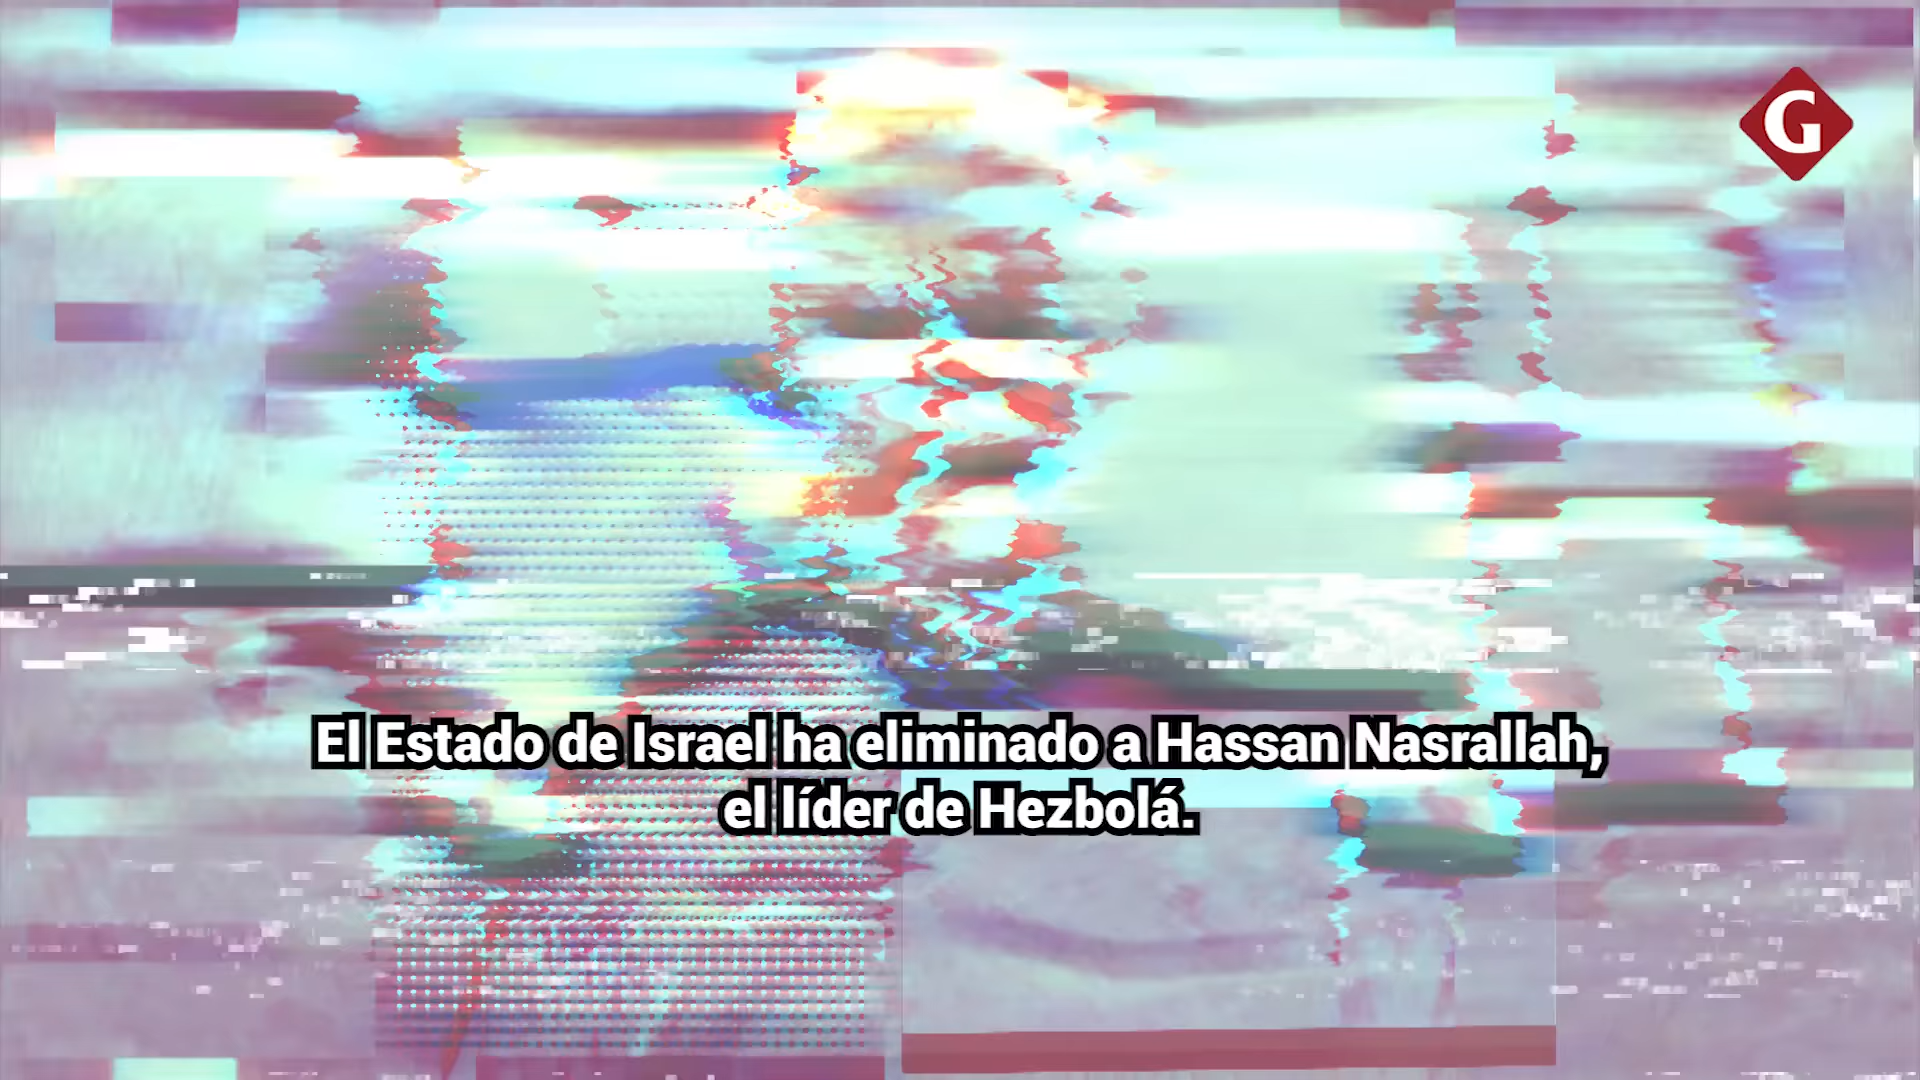 G
El Estado de Israel ha eliminado a Hassan Nasrallah,
el líder de Hezbolá.